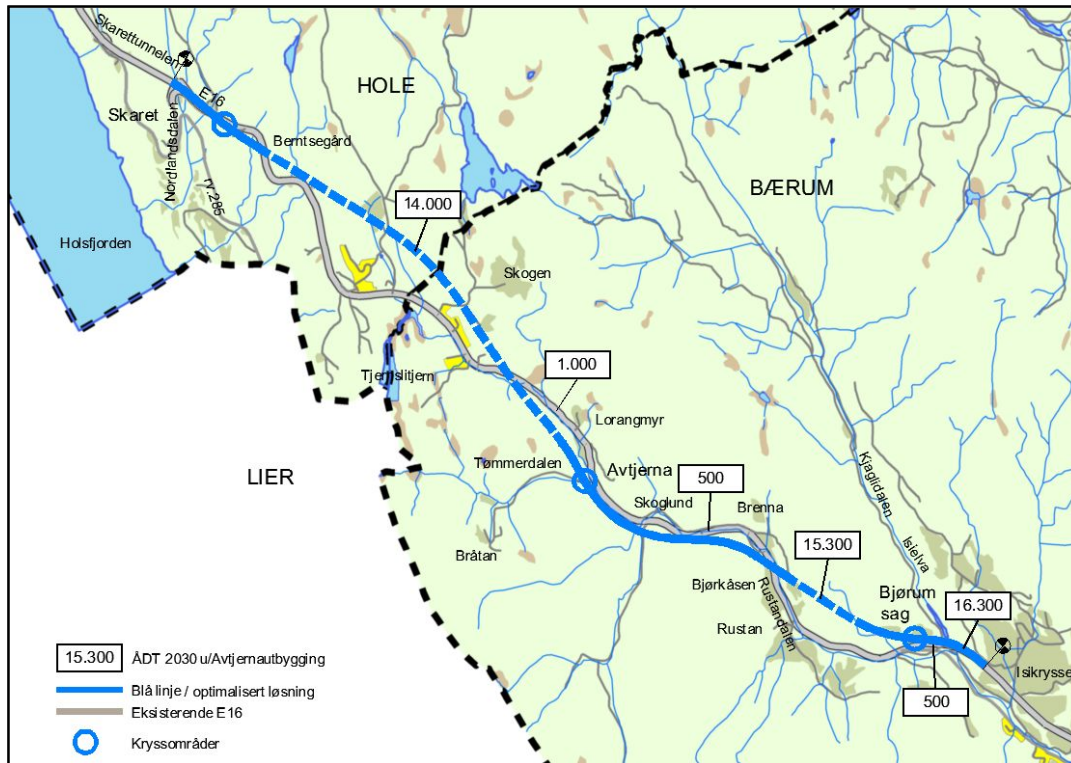 Skarettunnelen
HOLE
E16
Skaret
Nordlandsdalen
Berntsegård
rv 285
BÆRUM
14.000
Holsfjorden
Skogen
1.000
Tjernslitjern
Lorangmyr
Tømmerdalen
Avtjerna
LIER
500
Kjaglidalen
Skoglund
Brenna
Bråtan
15.300
Isielva
Bjørkåsen
Rustandalen
Bjørum
sag
16.300
Rustan
Isikrysse
500
15.300 ÅDT 2030 u/Avtjernautbygging
Blå linje / optimalisert løsning
Eksisterende E16
Kryssområder